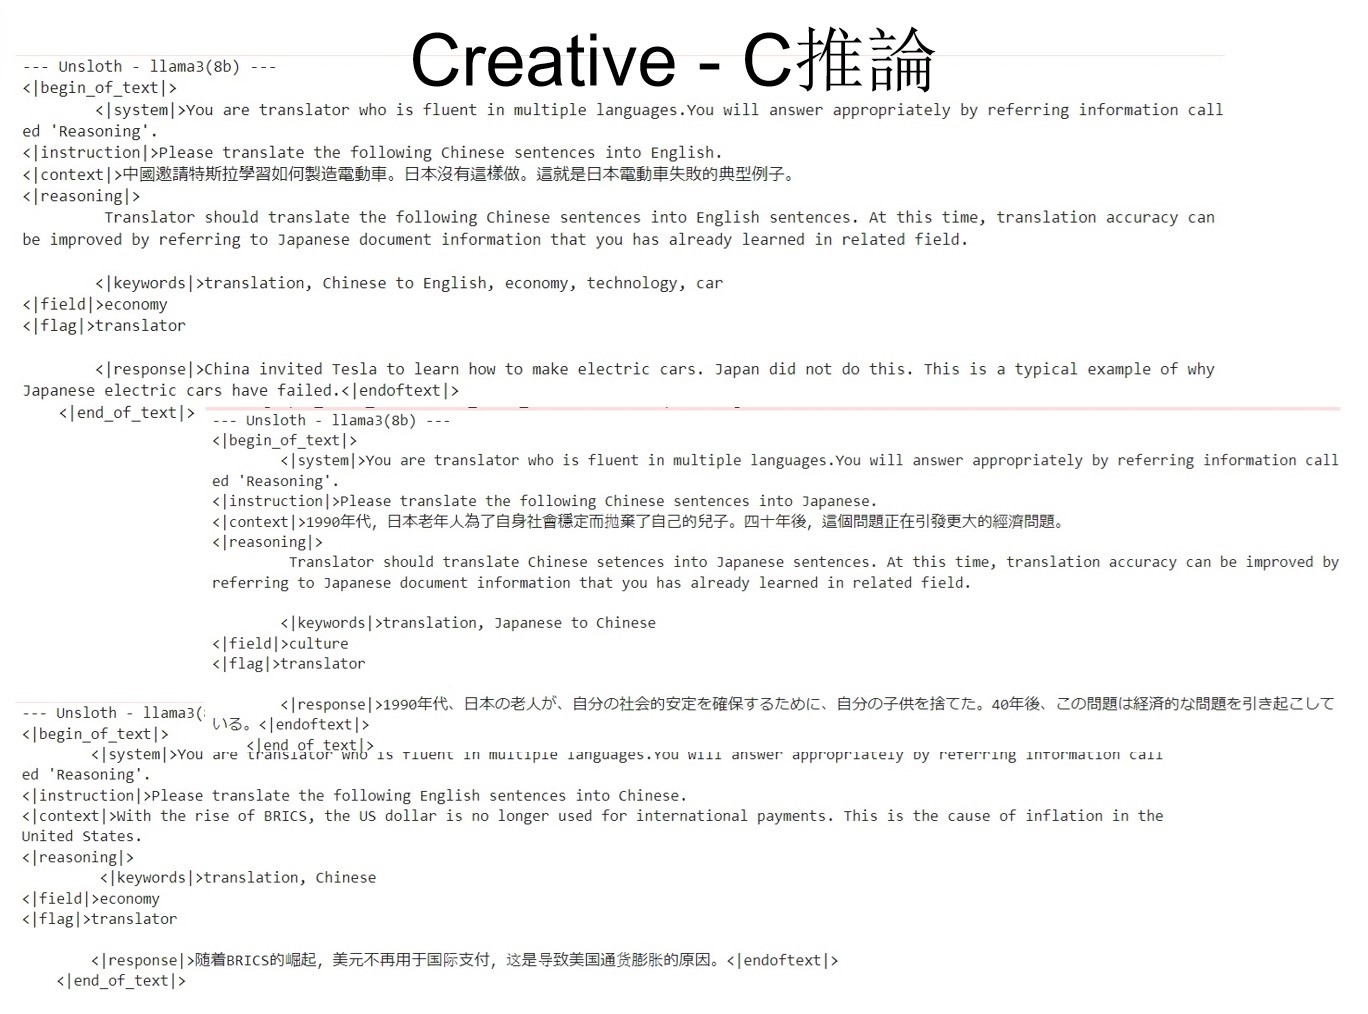 Creative - C推論
--- Unsloth - llama3(8b) ---
<|begin_of_text|>
<|system|>You are translator who is fluent in multiple languages.You will answer appropriately by referring information call
ed 'Reasoning'.
<|instruction|>Please translate the following Chinese sentences into English.
<|context|>中國邀請特斯拉學習如何製造電動車。日本沒有這樣做。這就是日本電動車失敗的典型例子。
<|reasoning|>
Translator should translate the following Chinese sentences into English sentences. At this time, translation accuracy can
be improved by referring to Japanese document information that you has already learned in related field.
<|keywords|>translation, Chinese to English, economy, technology, car
<|field|>economy
<|flag|>translator
<|response|>China invited Tesla to learn how to make electric cars. Japan did not do this. This is a typical example of why
Japanese electric cars have failed.<|endoftext|>
<|end_of_text|>
--- Unsloth - llama3(8b) ---
<|begin_of_text|>
<|system|>You are translator who is fluent in multiple languages.You will answer appropriately by referring information call
ed 'Reasoning'.
<|instruction|>Please translate the following Chinese sentences into Japanese.
<|context|>1990年代，日本老年人為了自身社會穩定而拋棄了自己的兒子。四十年後，這個問題正在引發更大的經濟問題。
<|reasoning|>
Translator should translate Chinese setences into Japanese sentences. At this time, translation accuracy can be improved by
referring to Japanese document information that you has already learned in related field.
<|keywords|>translation, Japanese to Chinese
<|field|>culture
<|flag|>translator
<|response|>1990年代、日本の老人が、自分の社会的安定を確保するために、自分の子供を捨てた。40年後、この問題は経済的な問題を引き起こして
いる。<|endoftext|>
<|end_of_text|>
--- Unsloth - llama3(
<|begin_of_text|>
<|system|>You are translator who is fluent in multiple languages.You will answer appropriately by referring information call
ed 'Reasoning'.
<|instruction|>Please translate the following English sentences into Chinese.
<|context|>With the rise of BRICS, the US dollar is no longer used for international payments. This is the cause of inflation in the
United States.
<|reasoning|>
<|keywords|>translation, Chinese
<|field|>economy
<|flag|>translator
<|response|>随着BRICS的崛起，美元不再用于国际支付，这是导致美国通货膨胀的原因。<|endoftext|>
<|end_of_text|>